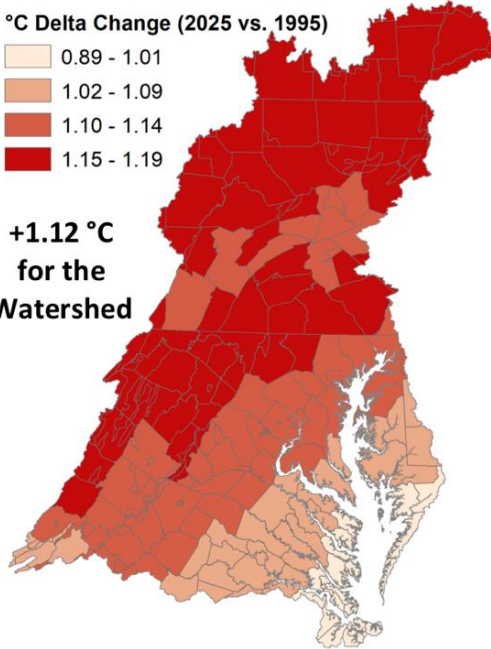 °C Delta Change (2025 vs. 1995)
0.89 - 1.01
1.02 - 1.09
1.10 - 1.14
1.15 - 1.19
+1.12 °C
for the
Watershed